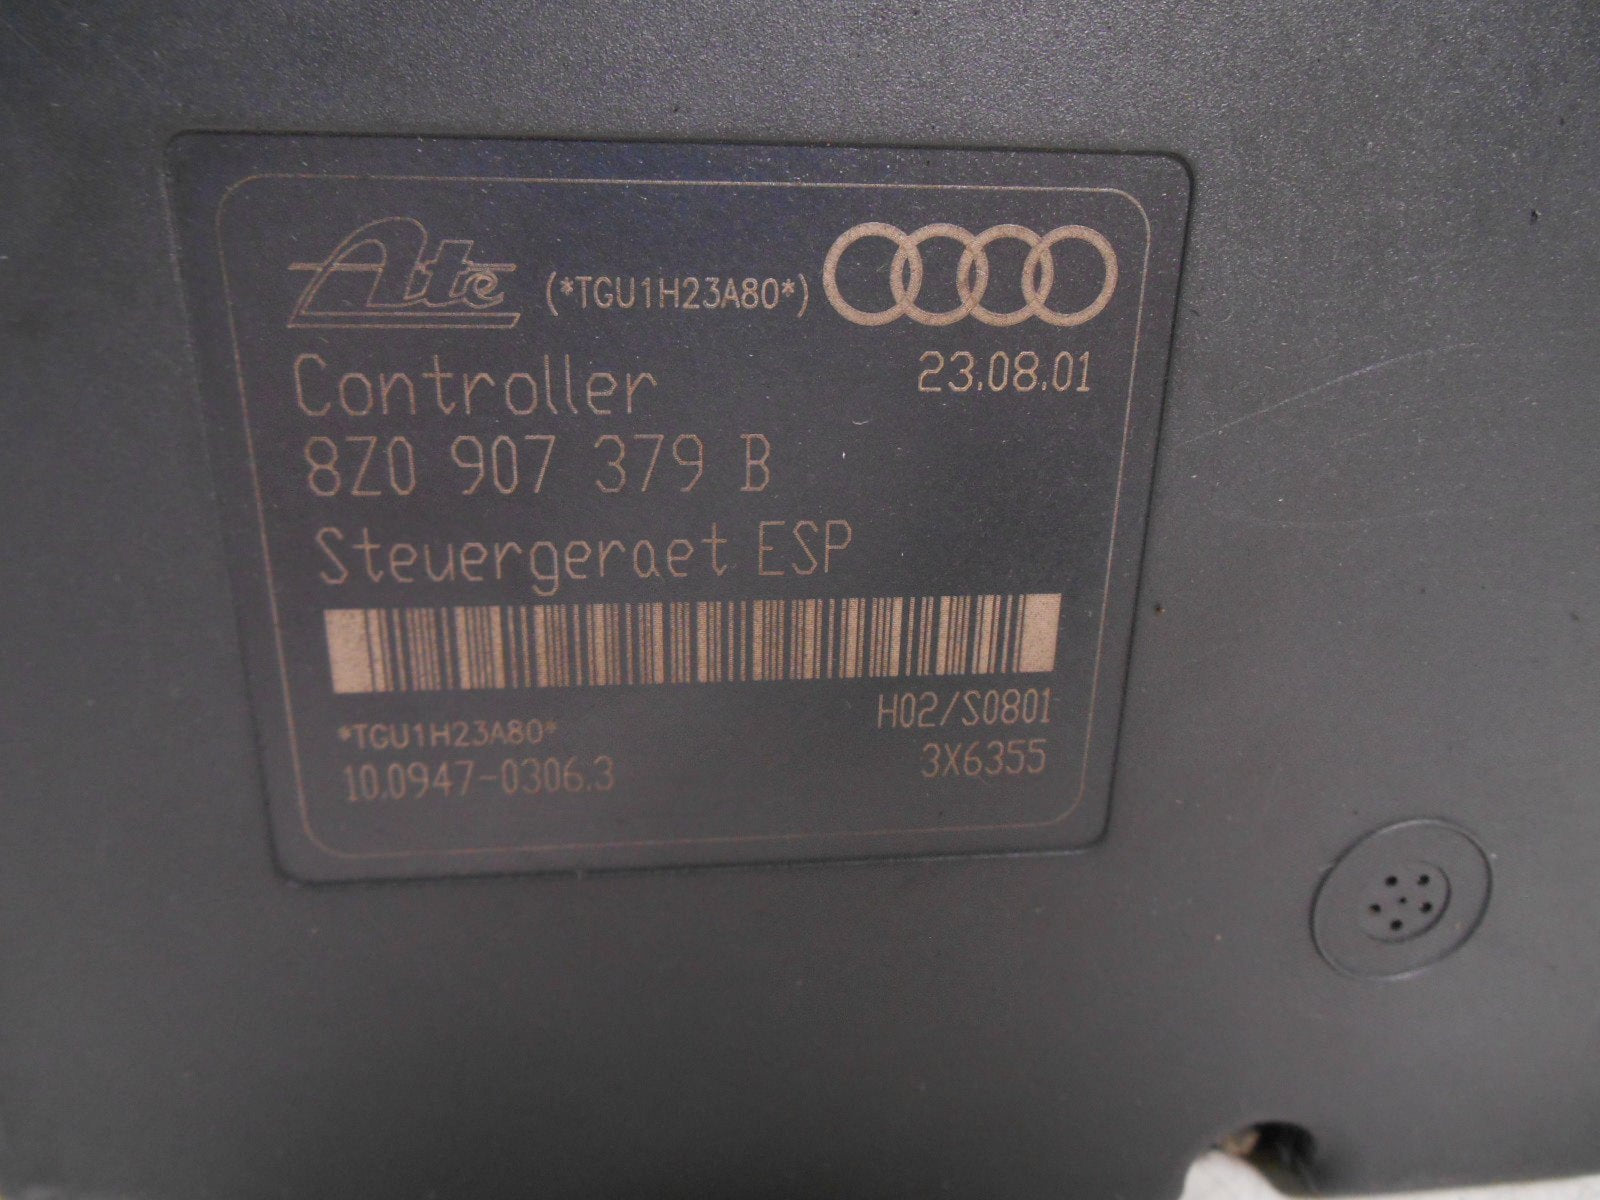 Ate (*TGU1H23A80*)
23.08.01
Controller
8Z0 907 379 B
Steuergeraet ESP
H02/S0801
*TGU1H23A80*
3X6355
10.0947-0306.3